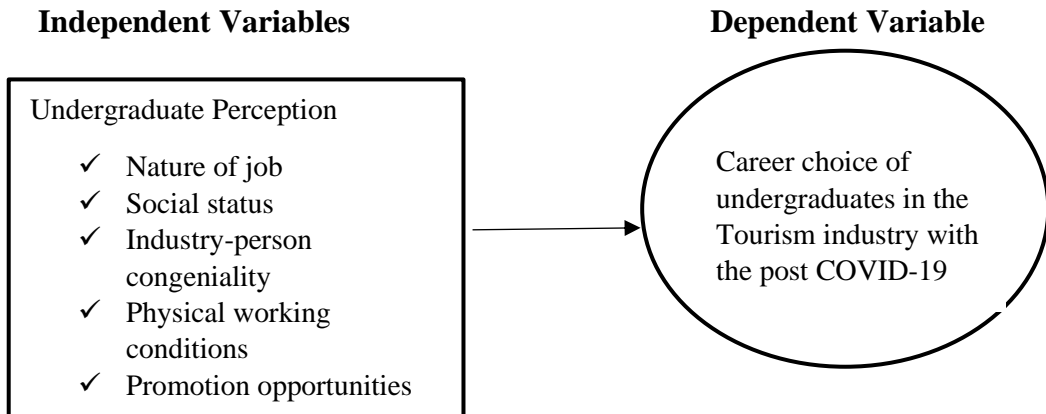 Independent Variables
Dependent Variable
Undergraduate Perception
✓ Nature of job
✓ Social status
✓ Industry-person
congeniality
✓ Physical working
conditions
✓ Promotion opportunities
Career choice of
undergraduates in the
Tourism industry with
the post COVID-19